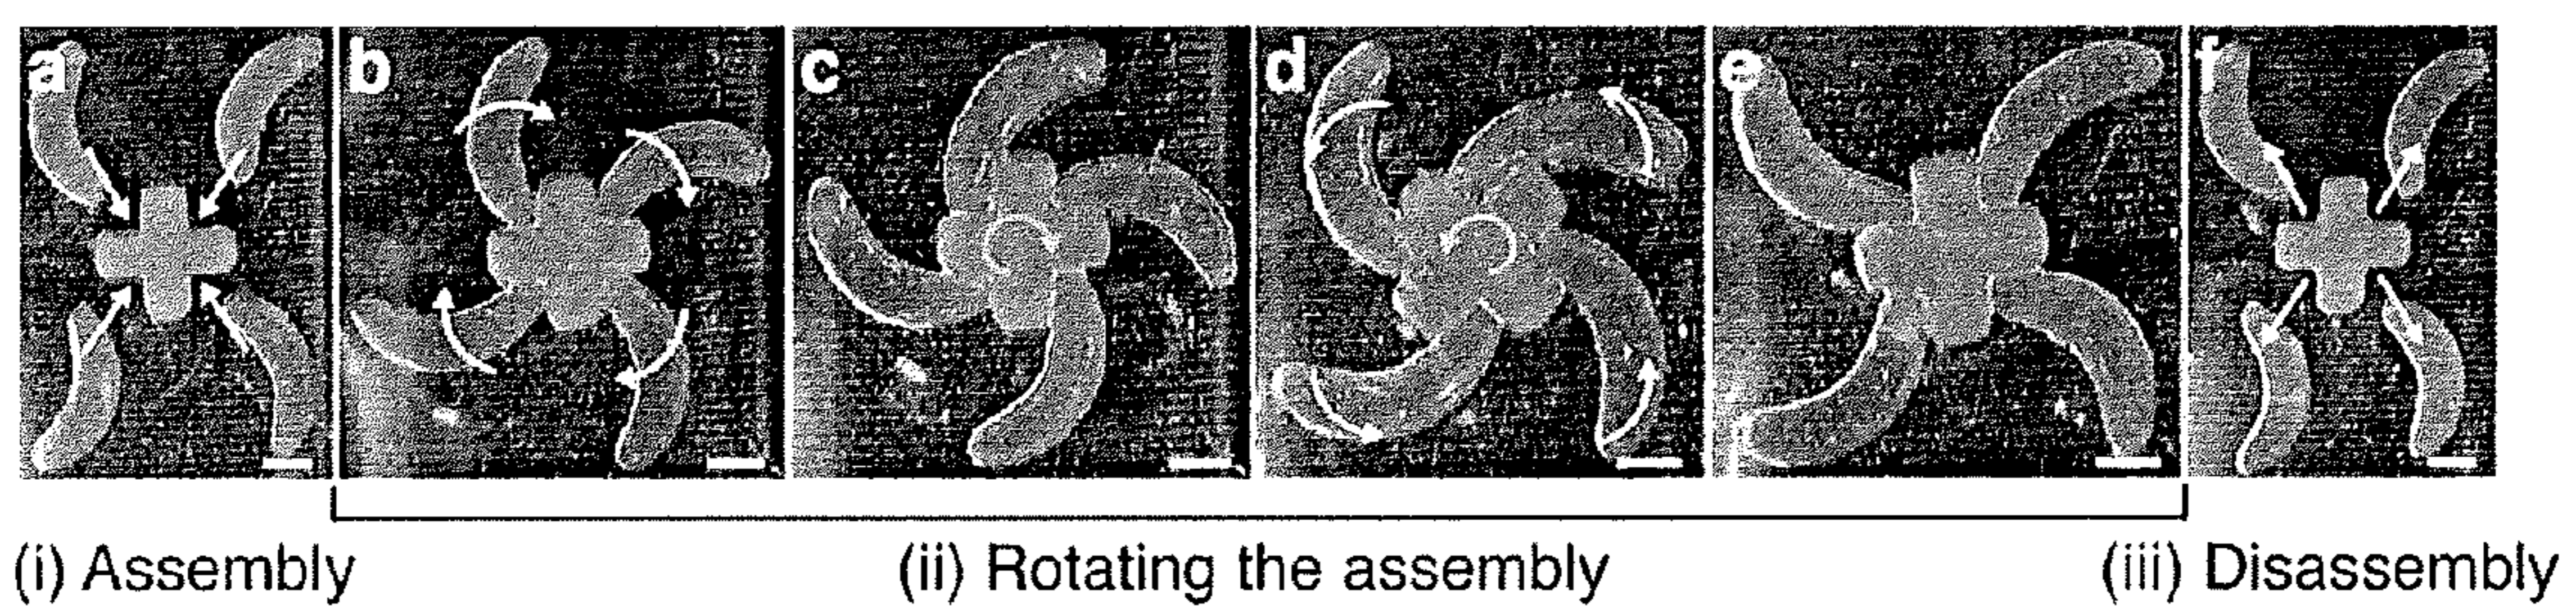 a b c d e f
(i) Assembly (ii) Rotating the assembly (iii) Disassembly